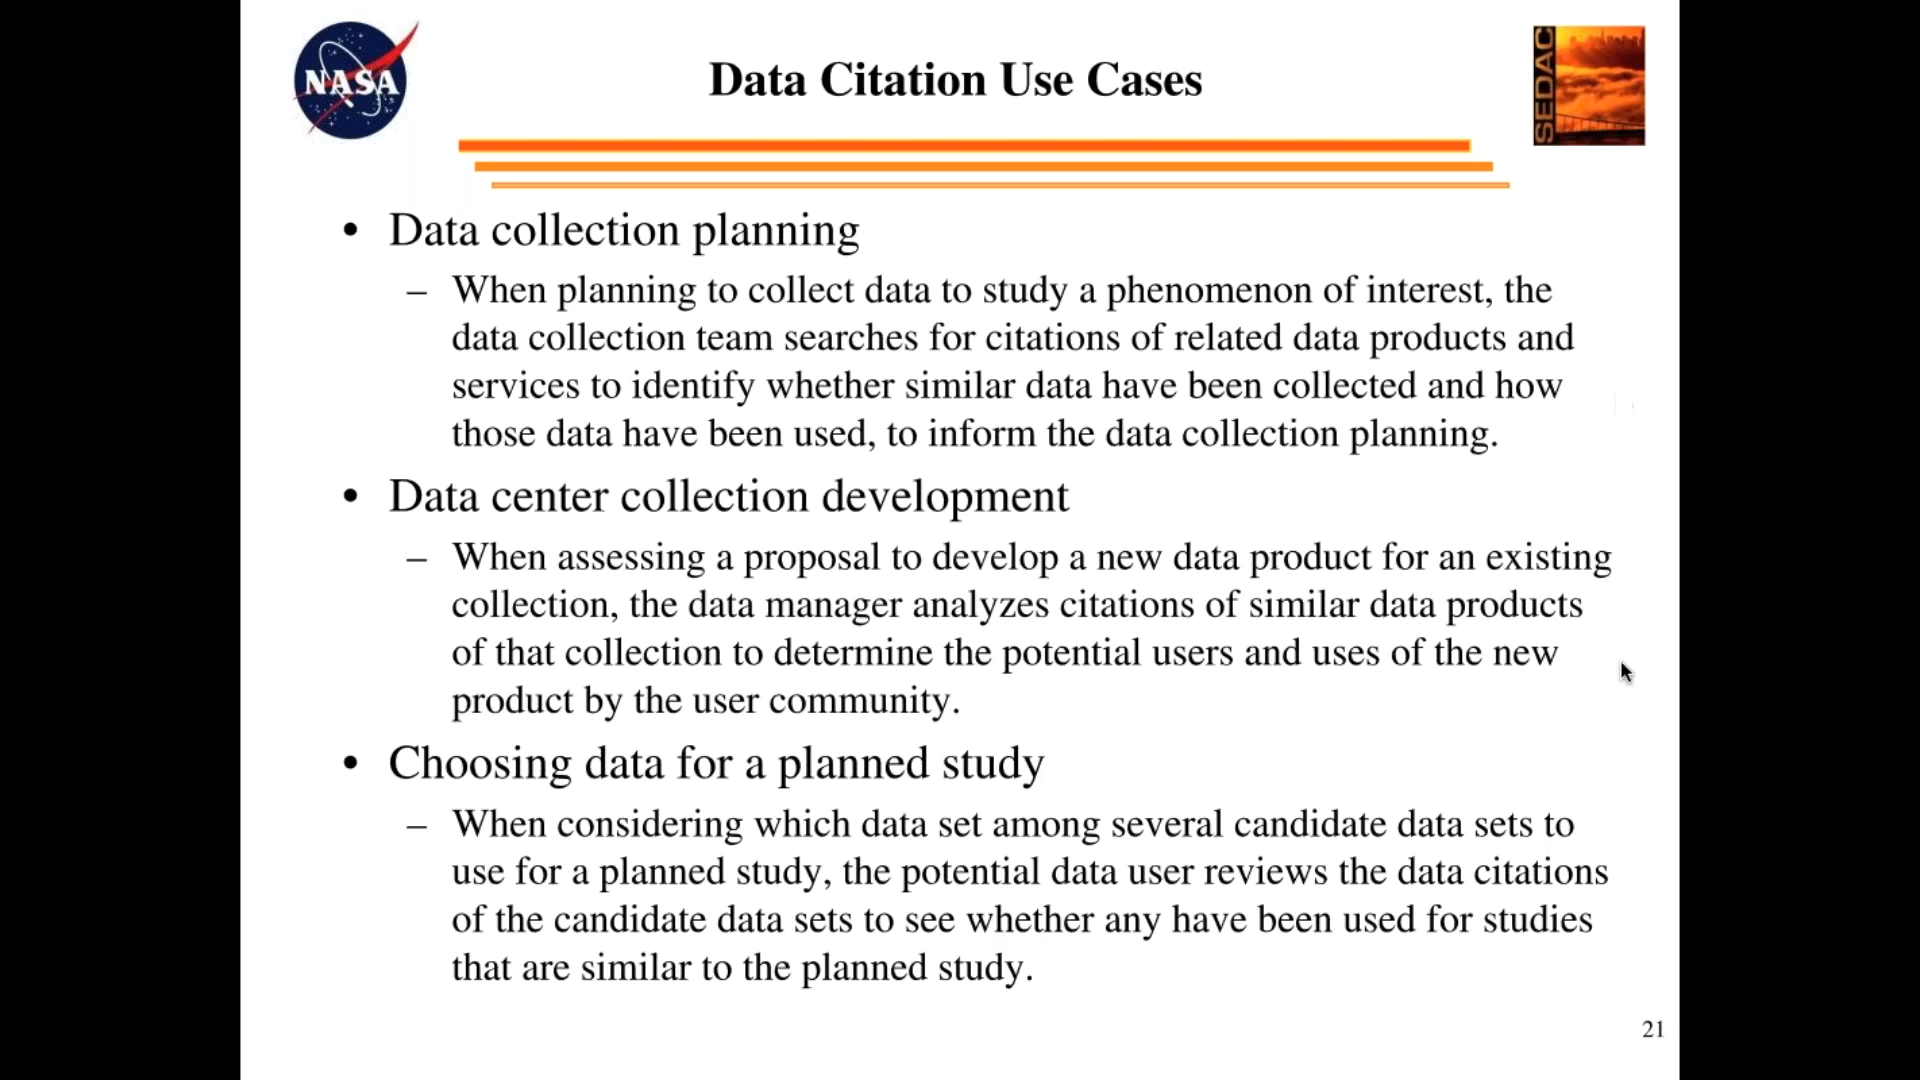 NASA
Data Citation Use Cases
SEDAC
• Data collection planning
– When planning to collect data to study a phenomenon of interest, the
data collection team searches for citations of related data products and
services to identify whether similar data have been collected and how
those data have been used, to inform the data collection planning.
• Data center collection development
– When assessing a proposal to develop a new data product for an existing
collection, the data manager analyzes citations of similar data products
of that collection to determine the potential users and uses of the new
product by the user community.
• Choosing data for a planned study
– When considering which data set among several candidate data sets to
use for a planned study, the potential data user reviews the data citations
of the candidate data sets to see whether any have been used for studies
that are similar to the planned study.
21